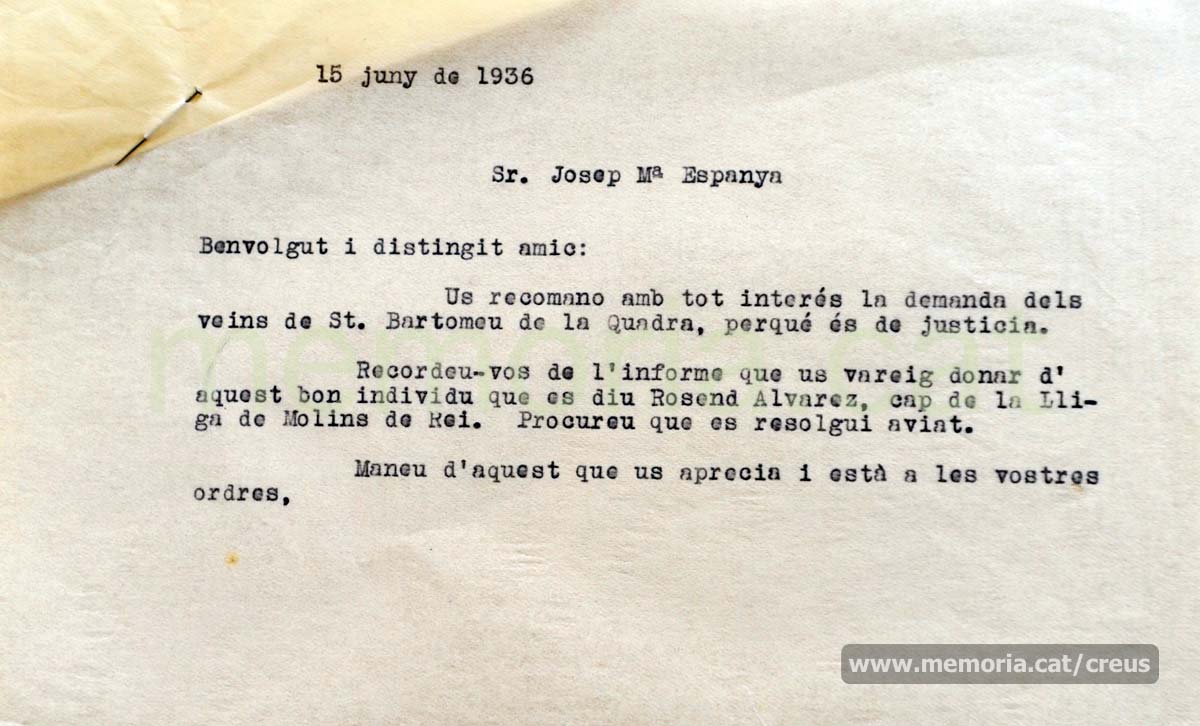 15 juny de 1936
Sr. Josep Mª Espanya
Benvolgut i distingit amic:
Us recomano amb tot interés la demanda dels
veins de St. Bartomeu de la Quadra, perqué és de justicia.
Recordeu-vos de l'informe que us vareig donar d'
aquest bon individu que es diu Rosend Alvarez, cap de la Lli-
ga de Molins de Rei. Procureu que es resolgui aviat.
Maneu d'aquest que us aprecia i està a les vostres
ordres,
memoria.cat
www.memoria.cat/creus